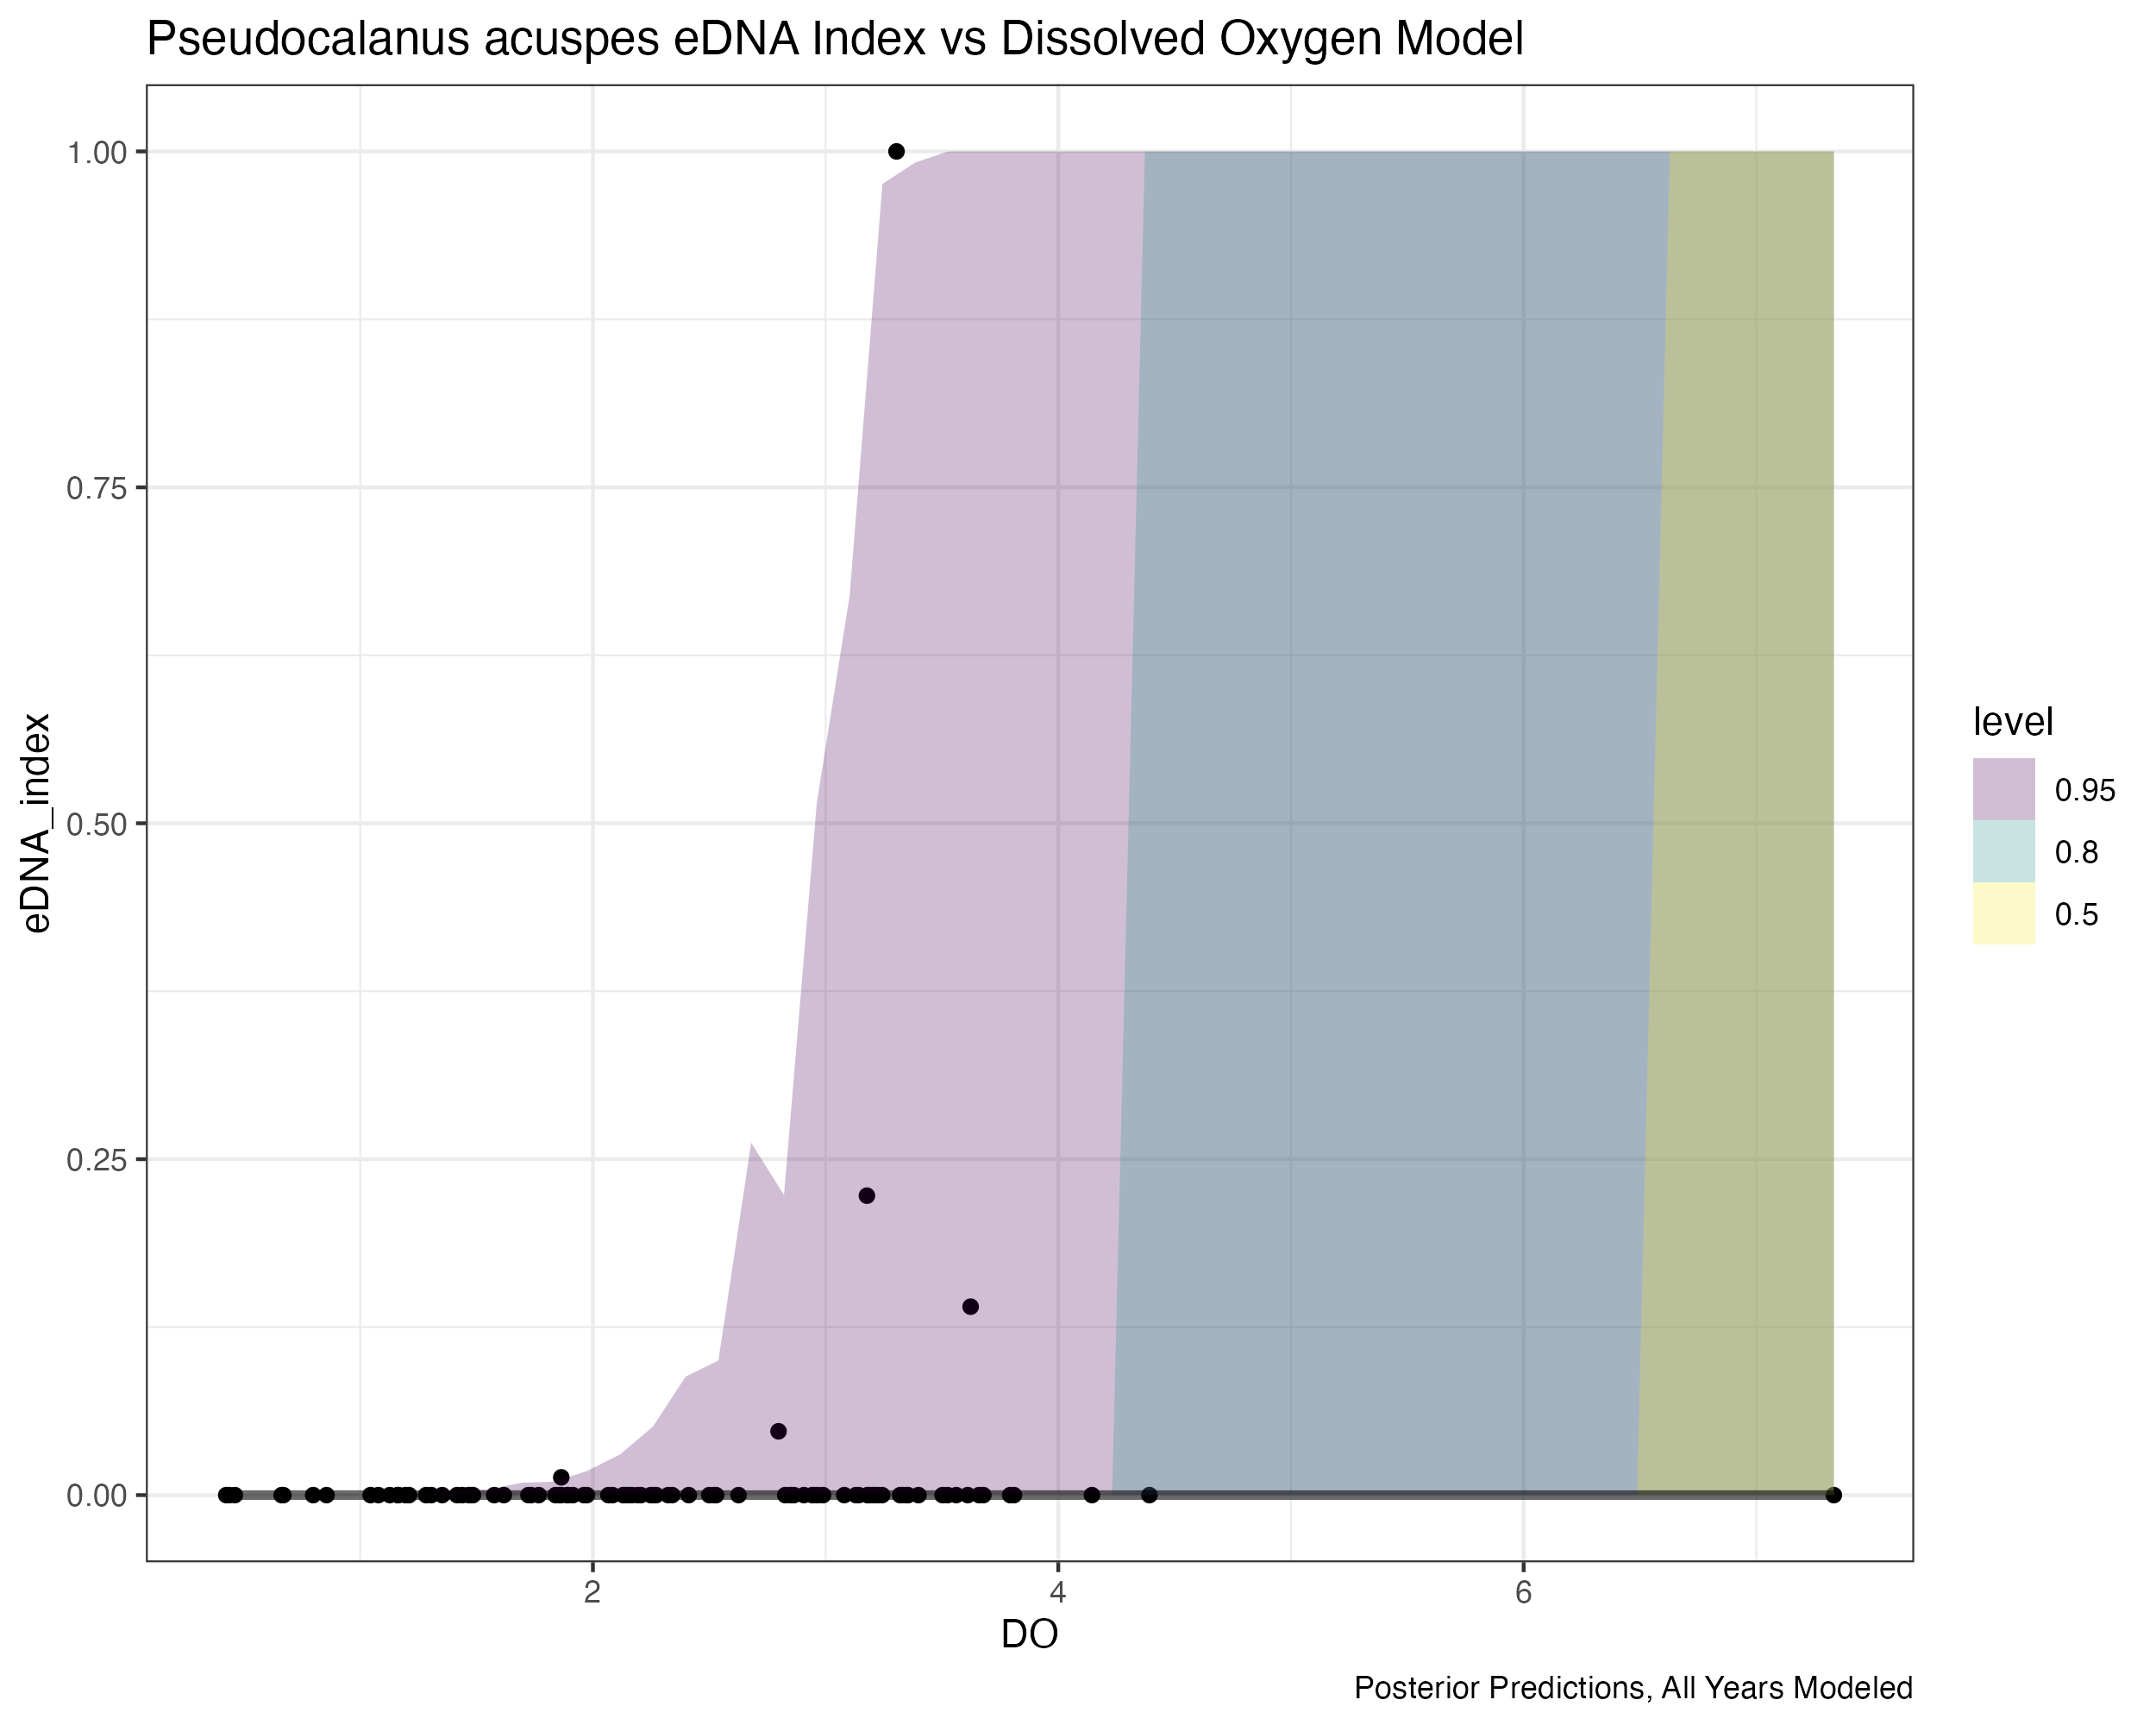 Pseudocalanus acuspes eDNA Index vs Dissolved Oxygen Model
1.00
0.75
0.50
0.25
0.00
eDNA_index
2
4
6
DO
level
0.95
0.8
0.5
Posterior Predictions, All Years Modeled